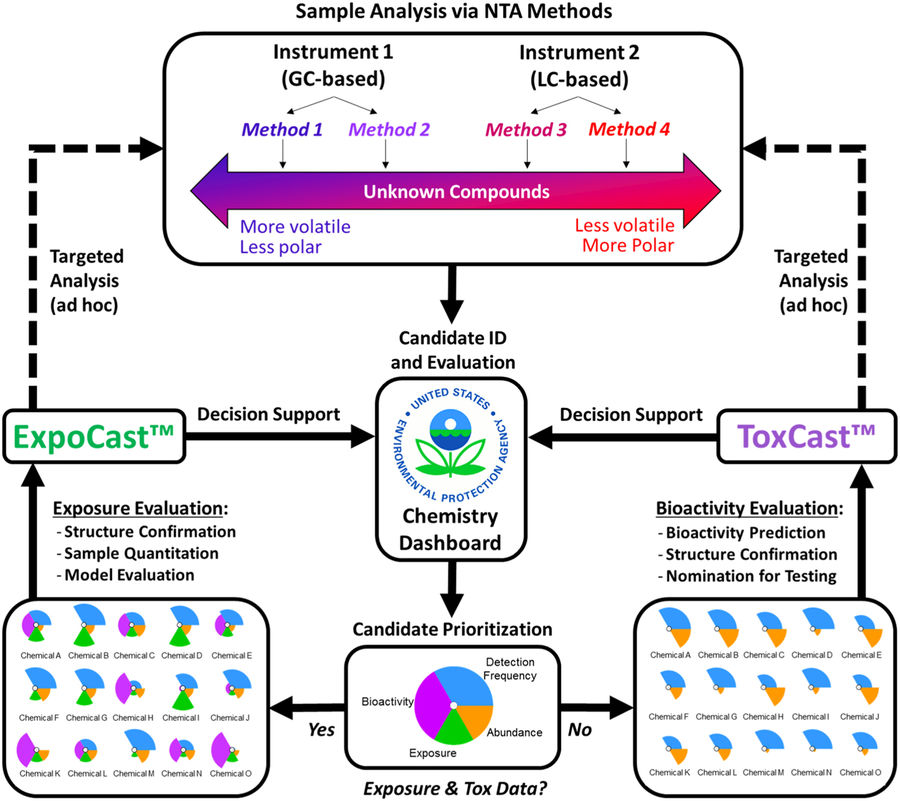 Sample Analysis via NTA Methods
Instrument 1
(GC-based)
Instrument 2
(LC-based)
Method 1
Method 2
Method 3
Method 4
Unknown Compounds
More volatile
Less polar
Less volatile
More Polar
Targeted
Analysis
(ad hoc)
Targeted
Analysis
(ad hoc)
Candidate ID
and Evaluation
ExpoCast™
Decision Support
UNITED STATES
ENVIRONMENTAL PROTECTION AGENCY
Chemistry
Dashboard
Decision Support
ToxCast™
Exposure Evaluation:
- Structure Confirmation
- Sample Quantitation
- Model Evaluation
Bioactivity Evaluation:
- Bioactivity Prediction
- Structure Confirmation
- Nomination for Testing
Chemical A
Chemical B
Chemical C
Chemical D
Chemical E
Chemical F
Chemical G
Chemical H
Chemical I
Chemical J
Chemical K
Chemical L
Chemical M
Chemical N
Chemical O
Candidate Prioritization
Detection
Frequency
Bioactivity
Abundance
Exposure
Yes
No
Exposure & Tox Data?
Chemical A
Chemical B
Chemical C
Chemical D
Chemical E
Chemical F
Chemical G
Chemical H
Chemical I
Chemical J
Chemical K
Chemical L
Chemical M
Chemical N
Chemical O